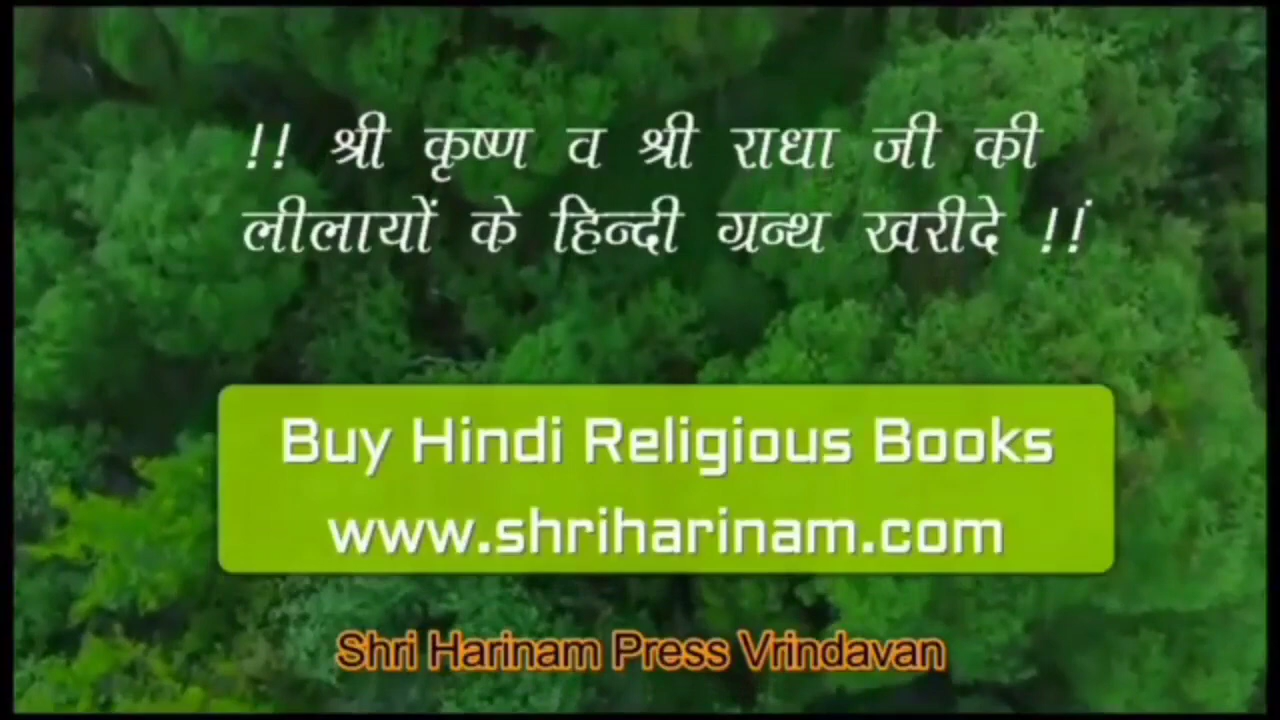 !! श्री कृष्ण व श्री राधा जी की
लीलायों के हिन्दी ग्रन्थ खरीदे !!ं
Buy Hindi Religious Books
www.shriharinam.com
Shri Harinam Press Vrindavan